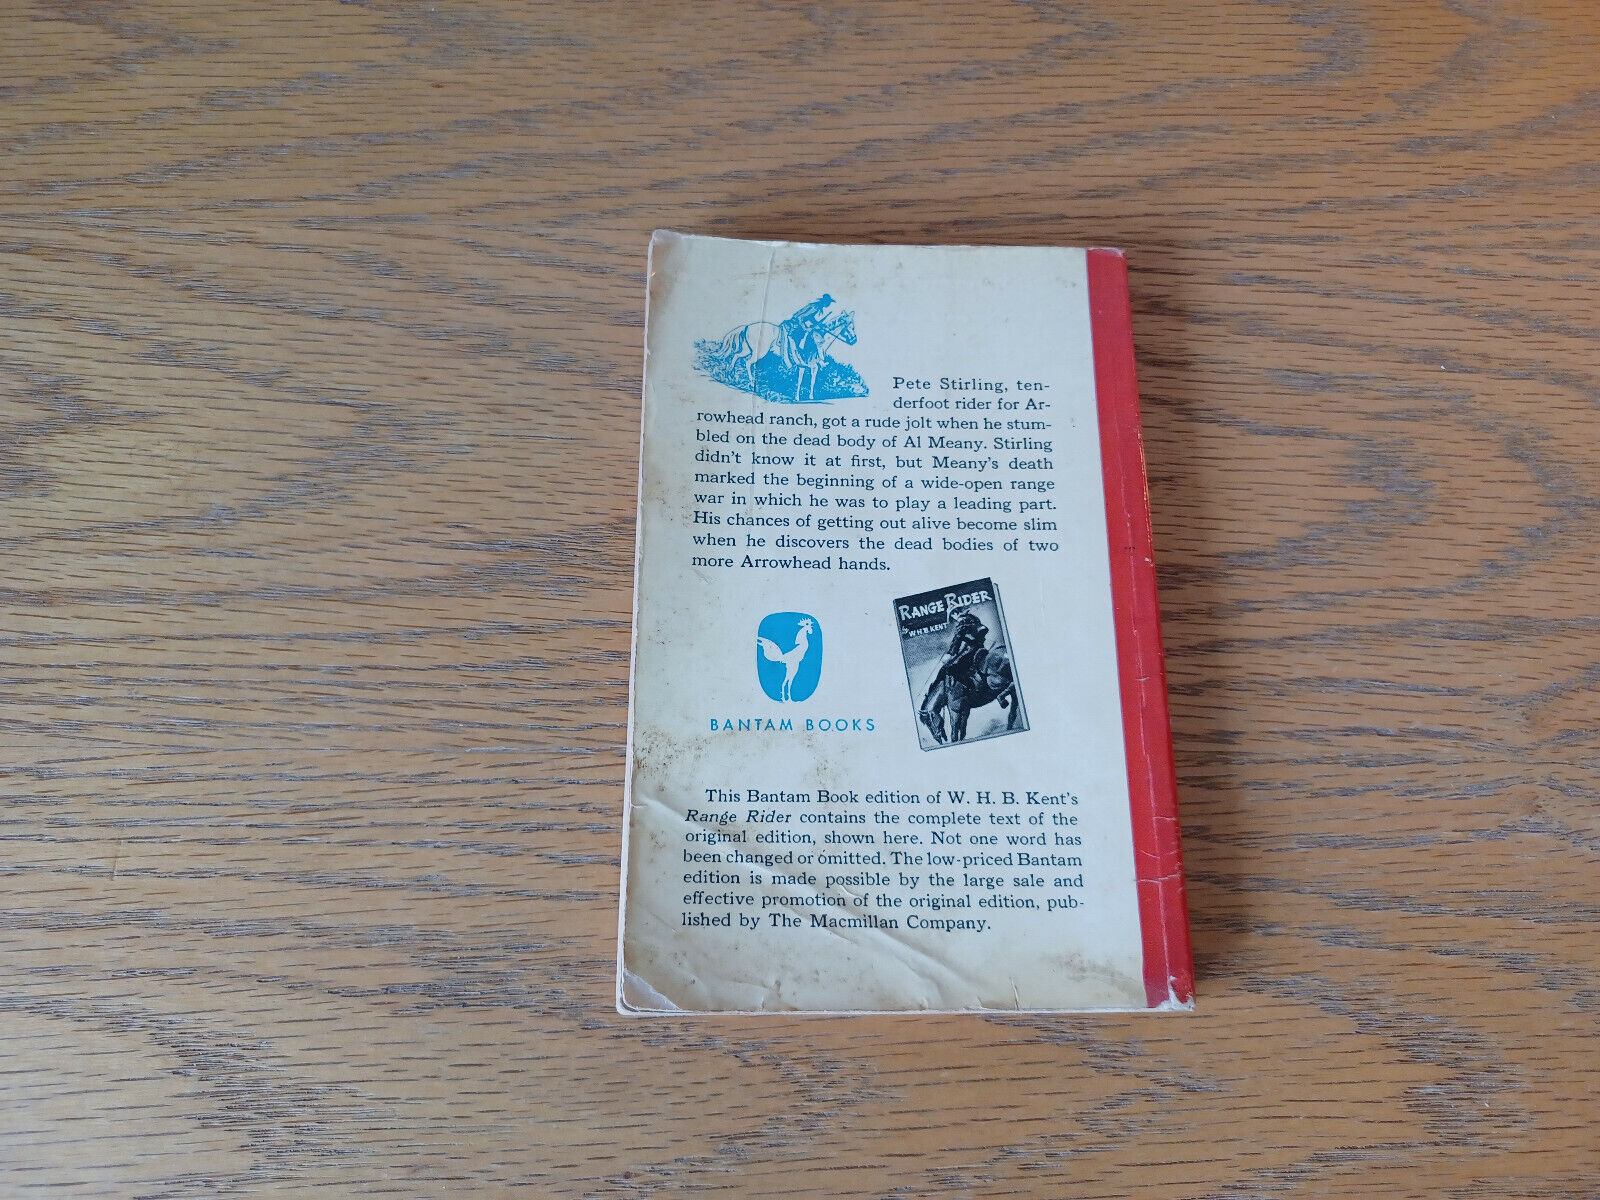 Pete Stirling, ten-
derfoot rider for Ar-
rowhead ranch, got a rude jolt when he stum-
bled on the dead body of Al Meany. Stirling
didn't know it at first, but Meany's death
marked the beginning of a wide-open range
war in which he was to play a leading part.
His chances of getting out alive become slim
when he discovers the dead bodies of two
more Arrowhead hands.
RANGE RIDER
by W H B KENT
BANTAM BOOKS
This Bantam Book edition of W. H. B. Kent's
Range Rider contains the complete text of the
original edition, shown here. Not one word has
been changed or omitted. The low-priced Bantam
edition is made possible by the large sale and
effective promotion of the original edition, pub-
lished by The Macmillan Company.